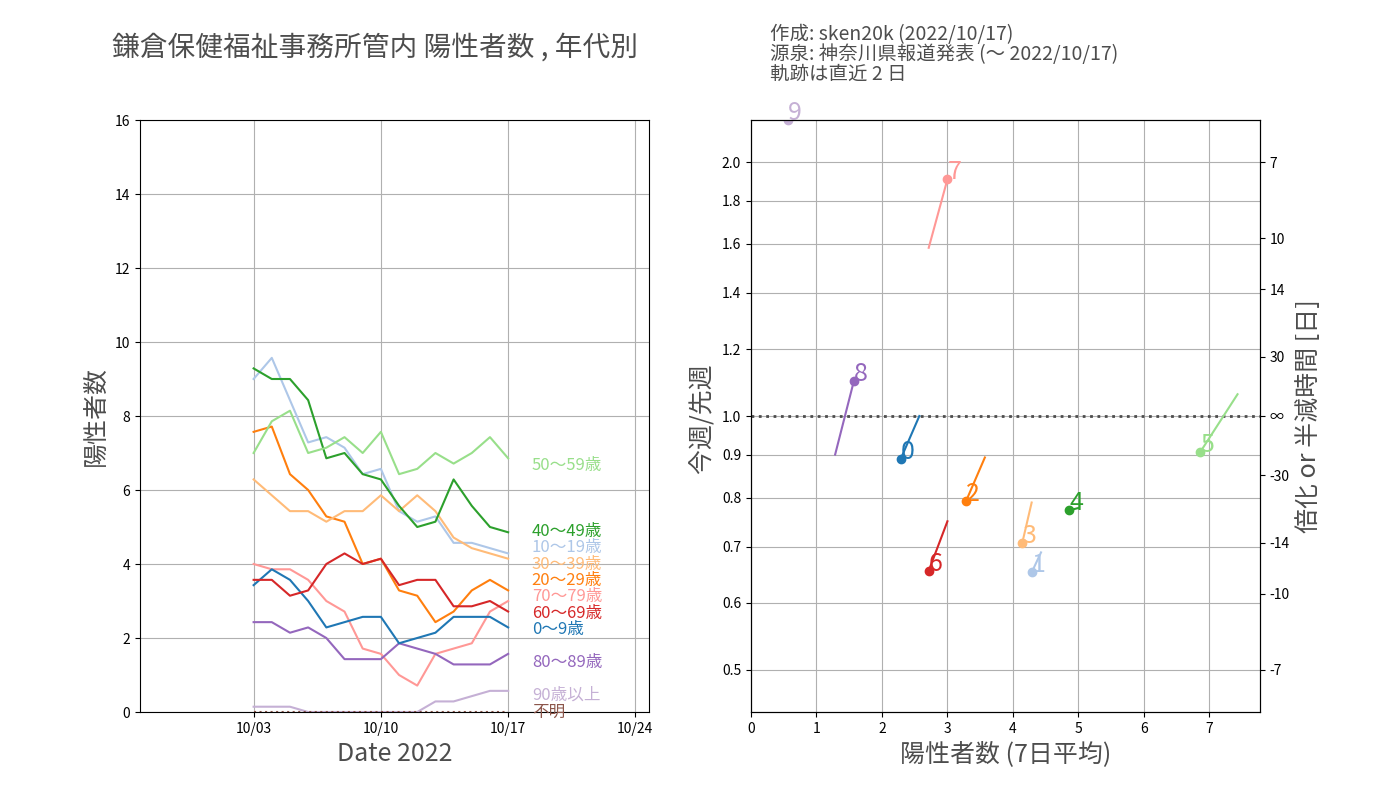 鎌倉保健福祉事務所管内 陽性者数 , 年代別
作成: sken20k (2022/10/17)
源泉: 神奈川県報道発表 (〜 2022/10/17)
軌跡は直近 2 日
陽性者数
16
14
12
10
8
6
4
2
0
10/03
10/10
10/17
10/24
Date 2022
50〜59歳
40〜49歳
10〜19歳
30〜39歳
20〜29歳
70〜79歳
60〜69歳
0〜9歳
80〜89歳
90歳以上
不明
今週/先週
2.0
1.8
1.6
1.4
1.2
1.0
0.9
0.8
0.7
0.6
0.5
9
7
8
0
5
2
4
3
6
1
0
1
2
3
4
5
6
7
陽性者数 (7日平均)
7
10
14
30
∞
-30
-14
-10
-7
倍化 or 半減時間 [日]